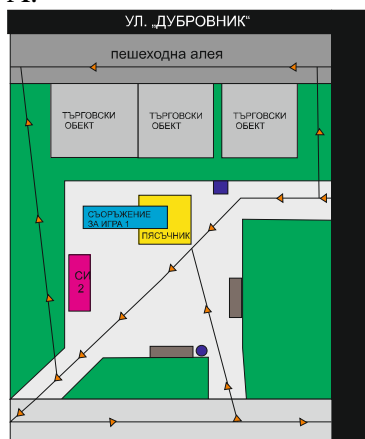 УЛ. „ДУБРОВНИК“
пешеходна алея
ТЪРГОВСКИ
ОБЕКТ
ТЪРГОВСКИ
ОБЕКТ
ТЪРГОВСКИ
ОБЕКТ
СЪОРЪЖЕНИЕ
ЗА ИГРА 1
ПЯСЪЧНИК
СИ
2